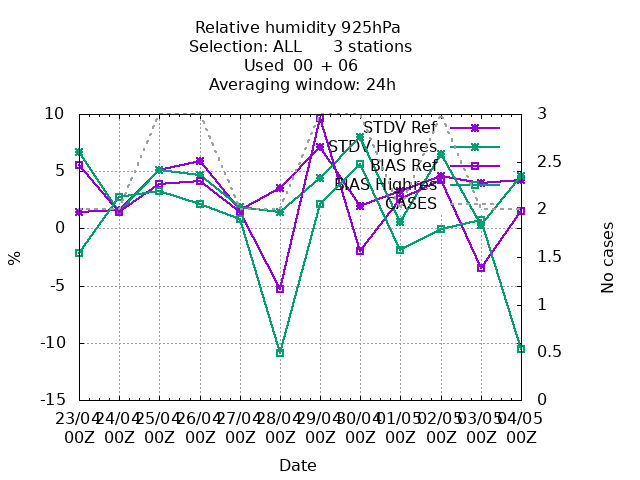 Relative humidity 925hPa
Selection: ALL 3 stations
Used 00 + 06
Averaging window: 24h
10 3
STDV Ref
STDV Highres
BIAS Ref
BIAS Highres
CASES
5 2.5
0 2
-5 1.5
-10 1
-15 0.5
0
%
No cases
23/04 24/04 25/04 26/04 27/04 28/04 29/04 30/04 01/05 02/05 03/05 04/05
00Z 00Z 00Z 00Z 00Z 00Z 00Z 00Z 00Z 00Z 00Z 00Z
Date